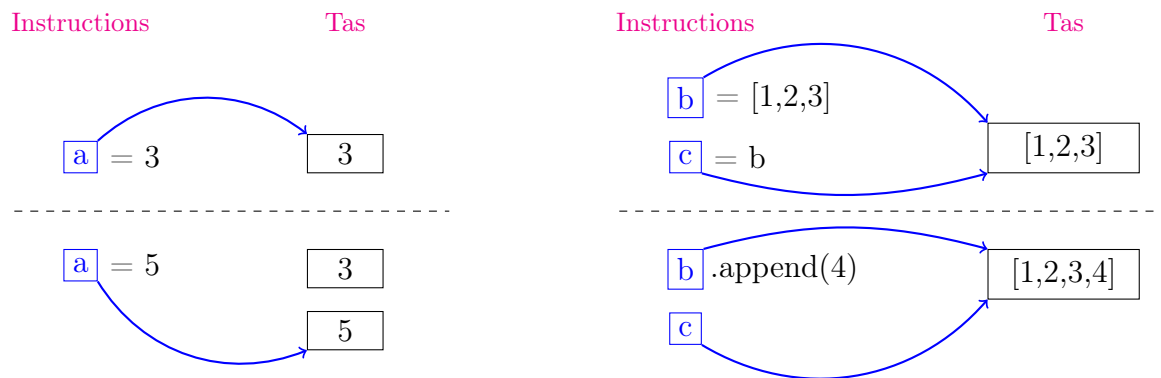 Instructions Tas
a = 3 3
a = 5 3
5
Instructions Tas
b = [1,2,3]
c = b [1,2,3]
b .append(4) [1,2,3,4]
c